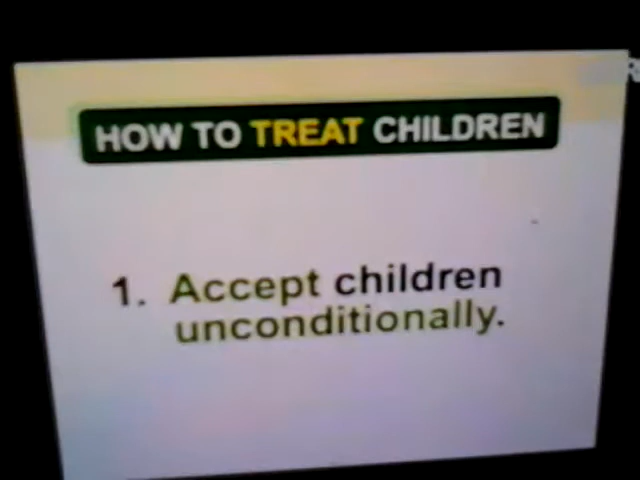 HOW TO TREAT CHILDREN
1. Accept children
unconditionally.